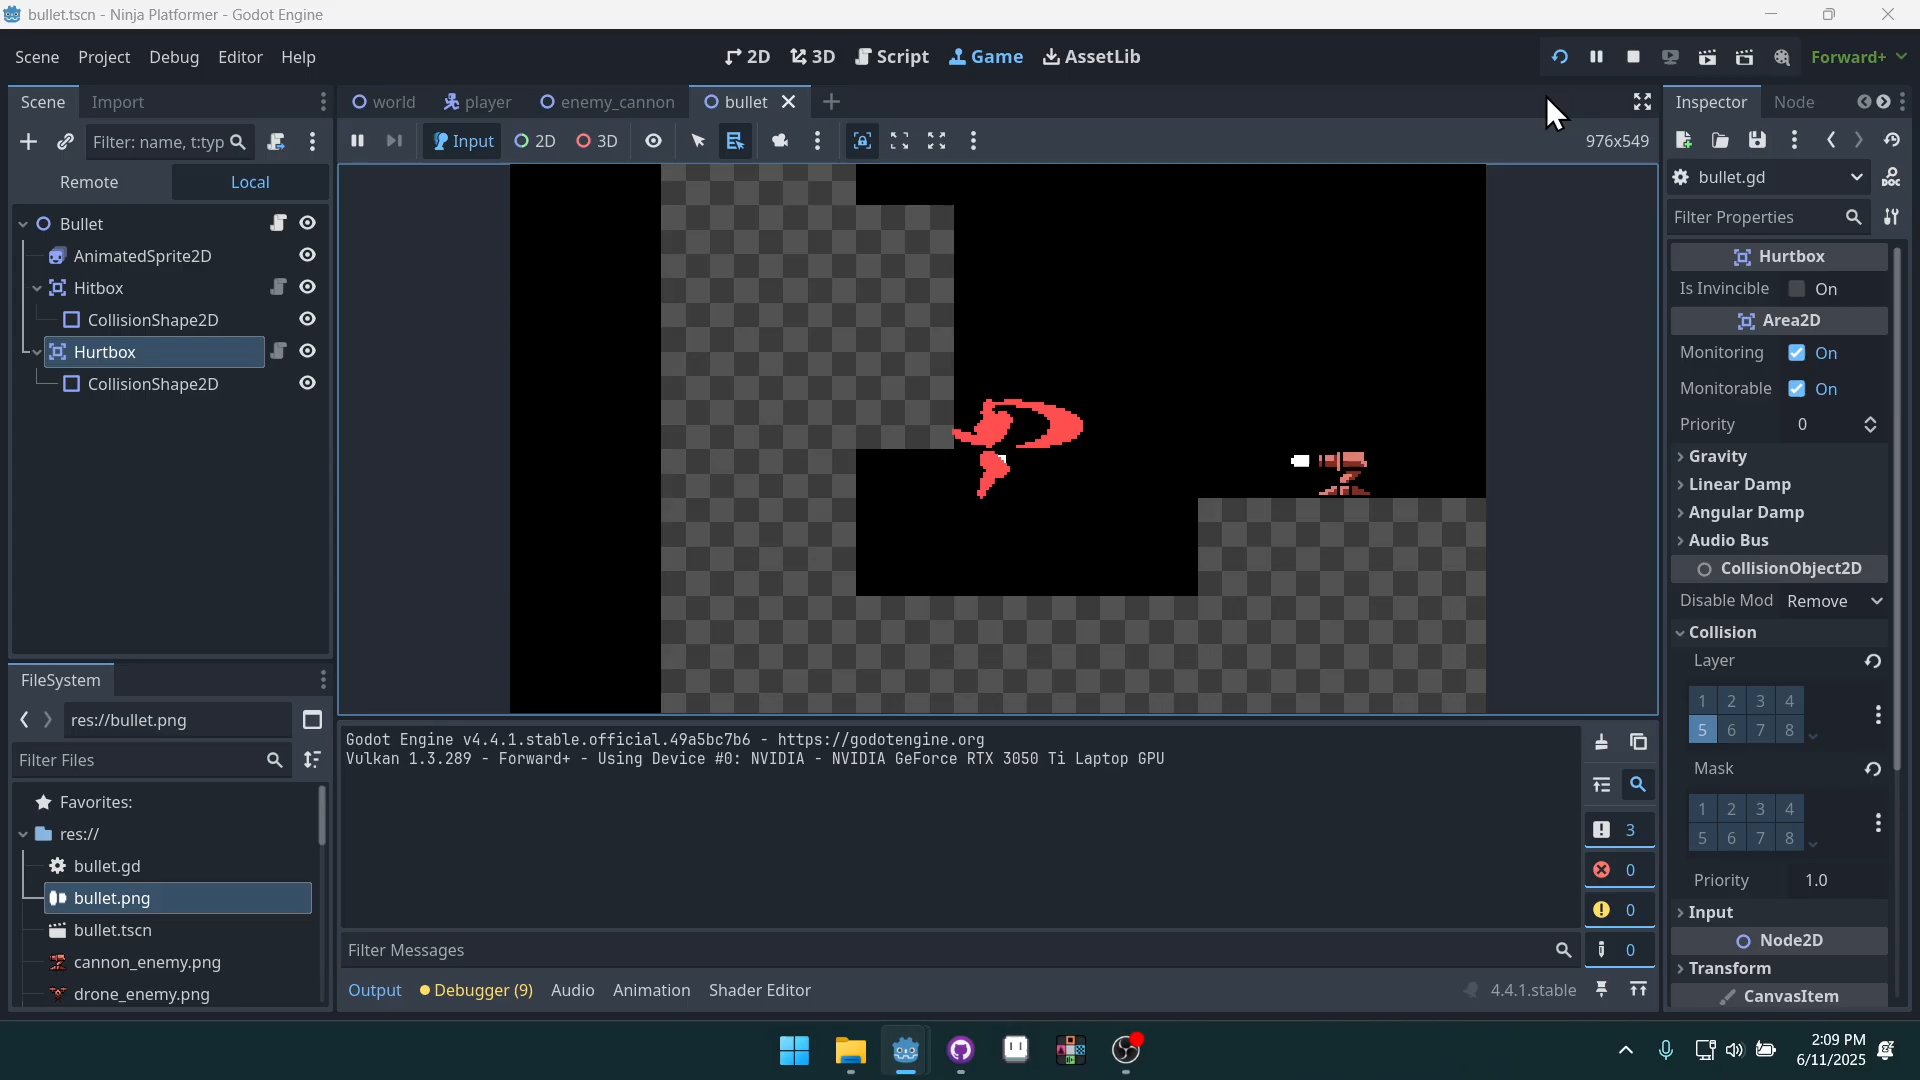 bullet.tscn - Ninja Platformer - Godot Engine
Scene Project Debug Editor Help
2D 3D Script Game AssetLib
Forward+
Scene Import
world player enemy_cannon bullet
Inspector Node
Filter: name, t:typ
Input 2D 3D
976x549
Remote Local
bullet.gd
DOC
Filter Properties
Bullet
AnimatedSprite2D
Hitbox
CollisionShape2D
Hurtbox
CollisionShape2D
Hurtbox
Is Invincible On
Area2D
Monitoring On
Monitorable On
Priority 0
Gravity
Linear Damp
Angular Damp
Audio Bus
CollisionObject2D
Disable Mod Remove
Collision
Layer
1 2 3 4
5 6 7 8
Mask
1 2 3 4
5 6 7 8
Priority 1.0
Input
Node2D
Transform
CanvasItem
FileSystem
res://bullet.png
Filter Files
Favorites:
res://
bullet.gd
bullet.png
bullet.tscn
cannon_enemy.png
drone_enemy.png
Godot Engine v4.4.1.stable.official.49a5bc7b6 - https://godotengine.org
Vulkan 1.3.289 - Forward+ - Using Device #0: NVIDIA - NVIDIA GeForce RTX 3050 Ti Laptop GPU
3
0
0
0
Filter Messages
Output Debugger (9) Audio Animation Shader Editor
4.4.1.stable
2:09 PM
6/11/2025